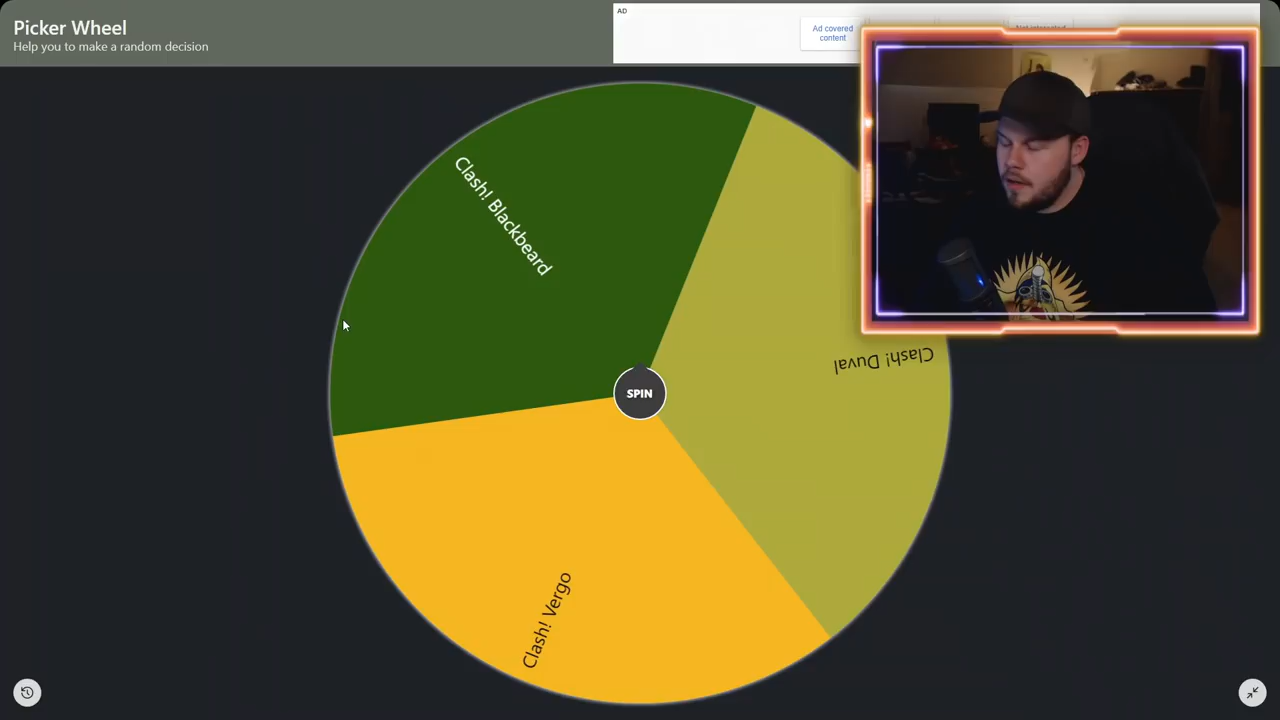 Picker Wheel
Help you to make a random decision
AD
Ad covered
content
Clash! Blackbeard
Clash! Duval
SPIN
Clash! Vergo